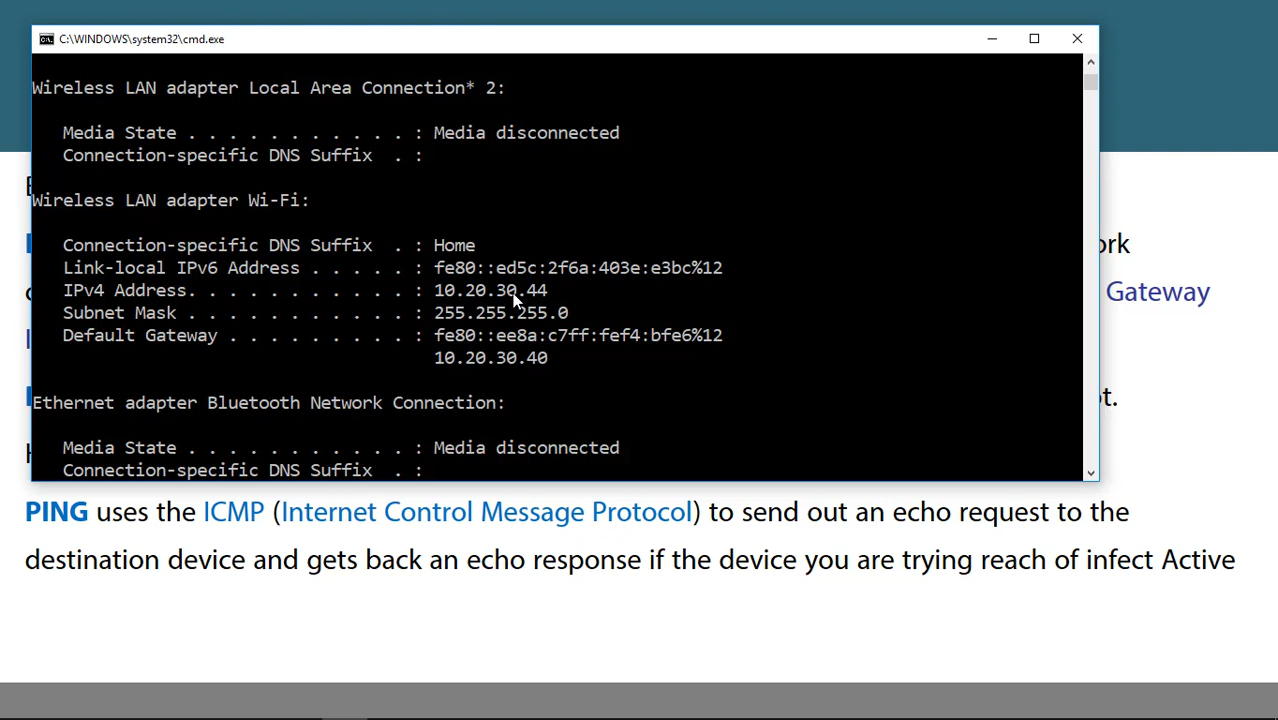 C:\WINDOWS\system32\cmd.exe
Wireless LAN adapter Local Area Connection* 2:
Media State . . . . . . . . . . . : Media disconnected
Connection-specific DNS Suffix  . :
Wireless LAN adapter Wi-Fi:
Connection-specific DNS Suffix  . : Home
Link-local IPv6 Address . . . . . : fe80::ed5c:2f6a:403e:e3bc%12
IPv4 Address. . . . . . . . . . . : 10.20.30.44
Subnet Mask . . . . . . . . . . . : 255.255.255.0
Default Gateway . . . . . . . . . : fe80::ee8a:c7ff:fef4:bfe6%12
10.20.30.40
Ethernet adapter Bluetooth Network Connection:
Media State . . . . . . . . . . . : Media disconnected
Connection-specific DNS Suffix  . :
Gateway
PING uses the ICMP (Internet Control Message Protocol) to send out an echo request to the
destination device and gets back an echo response if the device you are trying reach of infect Active